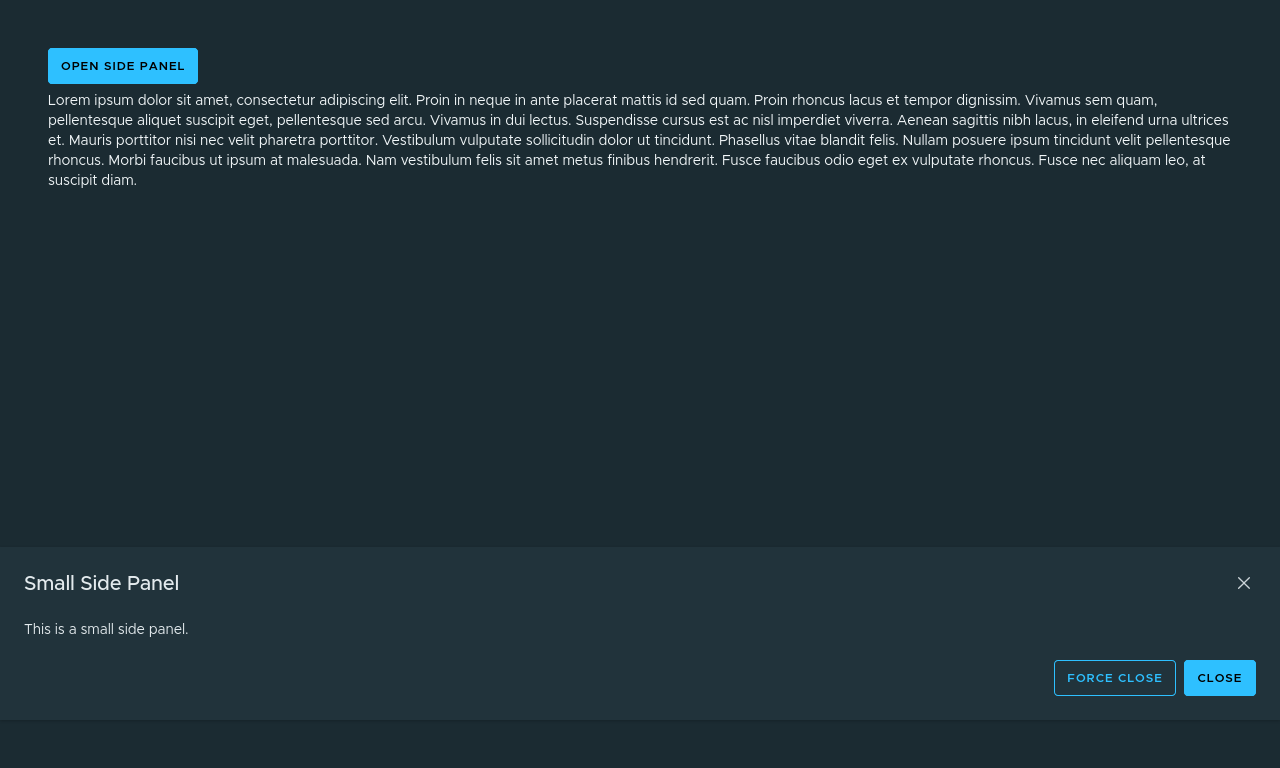 OPEN SIDE PANEL
Lorem ipsum dolor sit amet, consectetur adipiscing elit. Proin in neque in ante placerat mattis id sed quam. Proin rhoncus lacus et tempor dignissim. Vivamus sem quam,
pellentesque aliquet suscipit eget, pellentesque sed arcu. Vivamus in dui lectus. Suspendisse cursus est ac nisl imperdiet viverra. Aenean sagittis nibh lacus, in eleifend urna ultrices
et. Mauris porttitor nisi nec velit pharetra porttitor. Vestibulum vulputate sollicitudin dolor ut tincidunt. Phasellus vitae blandit felis. Nullam posuere ipsum tincidunt velit pellentesque
rhoncus. Morbi faucibus ut ipsum at malesuada. Nam vestibulum felis sit amet metus finibus hendrerit. Fusce faucibus odio eget ex vulputate rhoncus. Fusce nec aliquam leo, at
suscipit diam.
Small Side Panel
This is a small side panel.
FORCE CLOSE
CLOSE